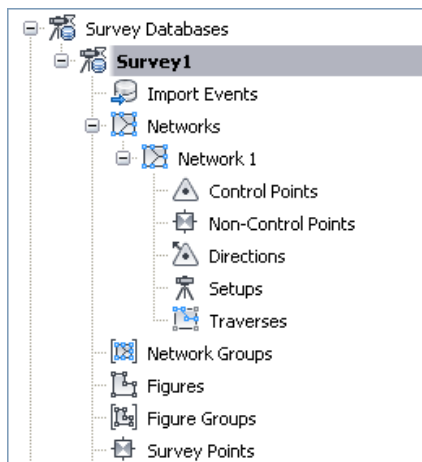 Survey Databases
Survey1
Import Events
Networks
Network 1
Control Points
Non-Control Points
Directions
Setups
Traverses
Network Groups
Figures
Figure Groups
Survey Points